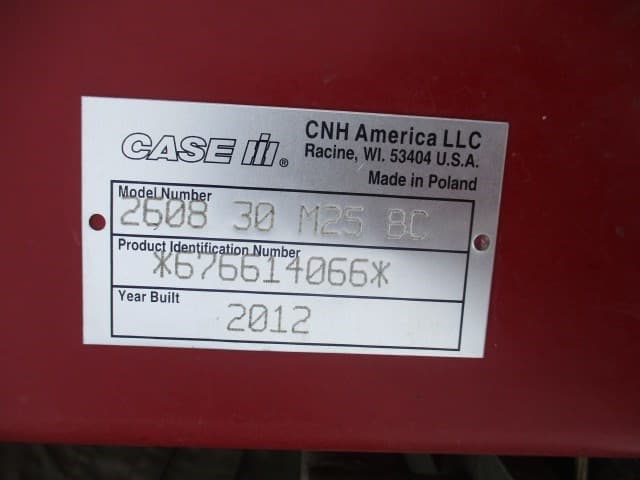 CASE IH®
CNH America LLC
Racine, WI. 53404 U.S.A.
Made in Poland
Model Number
2608 30 M25 BC
Product Identification Number
*676614066*
Year Built
2012